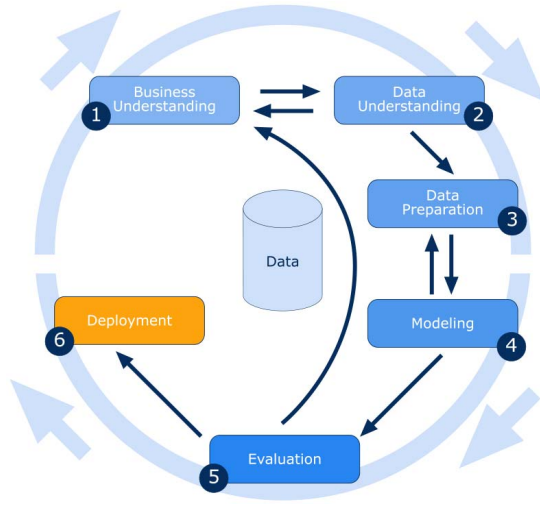 Business
Understanding
1
Data
Understanding
2
Data
Preparation
3
Data
Deployment
6
Modeling
4
Evaluation
5